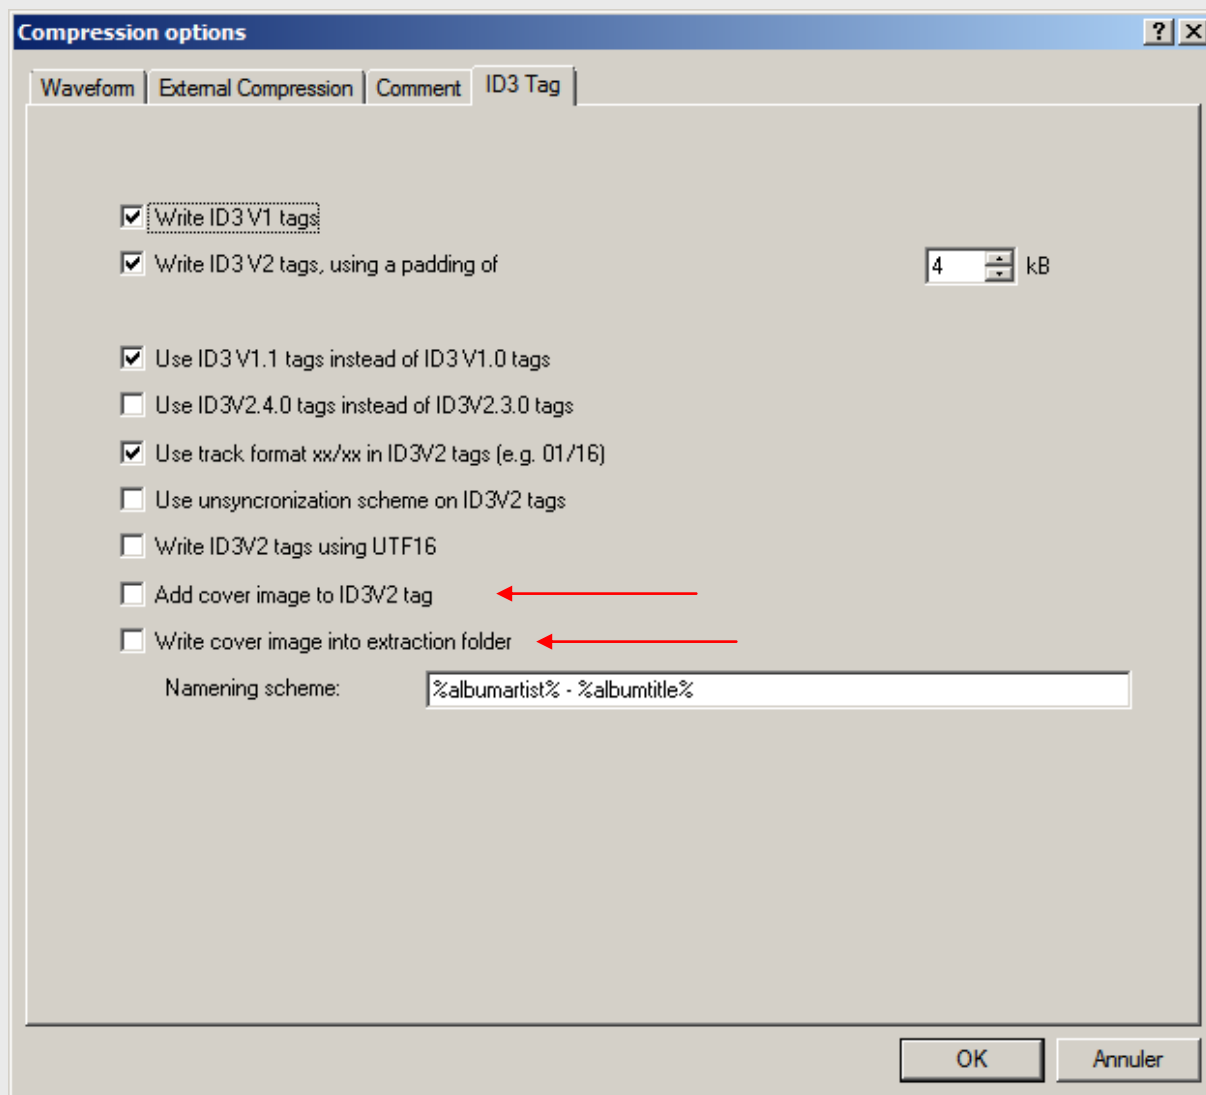 Compression options
Waveform External Compression Comment ID3 Tag
Write ID3 V1 tags
Write ID3 V2 tags, using a padding of 4 kB
Use ID3 V1.1 tags instead of ID3 V1.0 tags
Use ID3V2.4.0 tags instead of ID3V2.3.0 tags
Use track format xx/xx in ID3V2 tags (e.g. 01/16)
Use unsyncronization scheme on ID3V2 tags
Write ID3V2 tags using UTF16
Add cover image to ID3V2 tag
Write cover image into extraction folder
Namening scheme: %albumartist% - %albumtitle%
OK Annuler